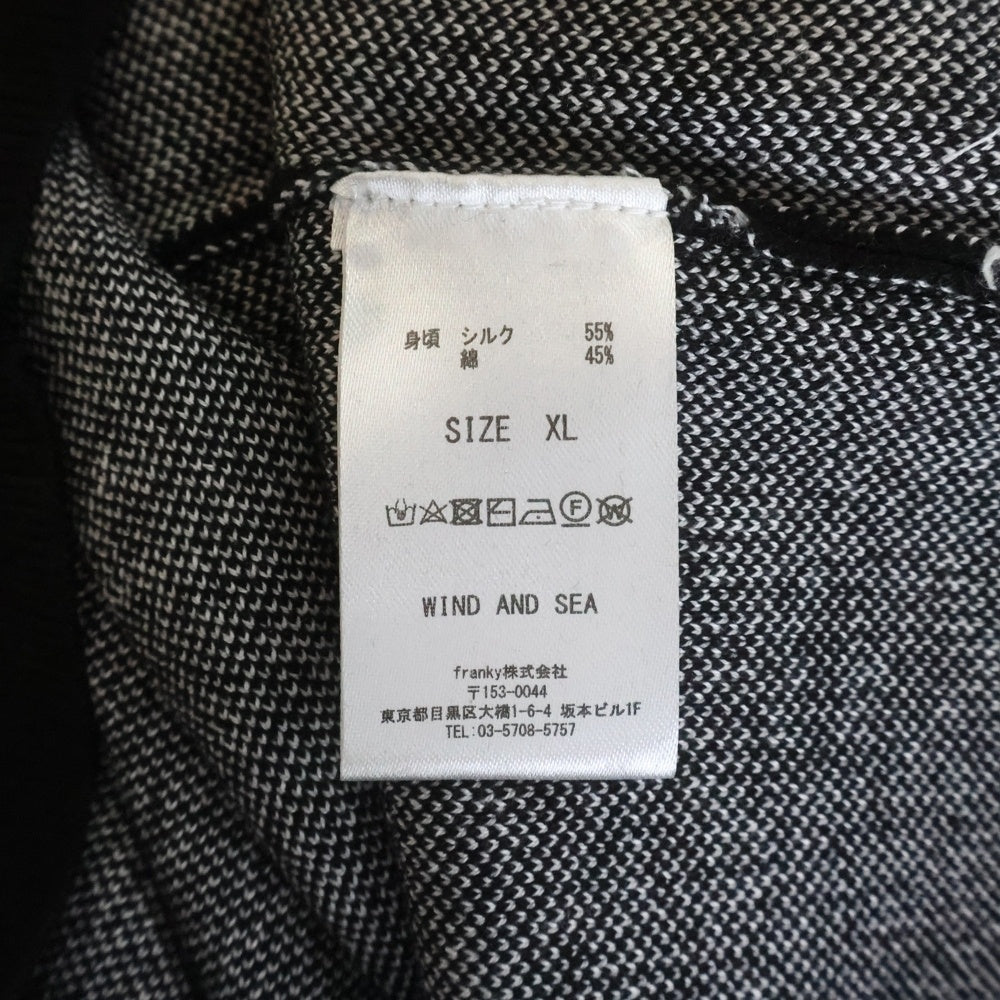 身頃 シルク 55%
綿 45%
SIZE XL
F W
WIND AND SEA
franky株式会社
〒153-0044
東京都目黒区大橋1-6-4 坂本ビル1F
TEL:03-5708-5757